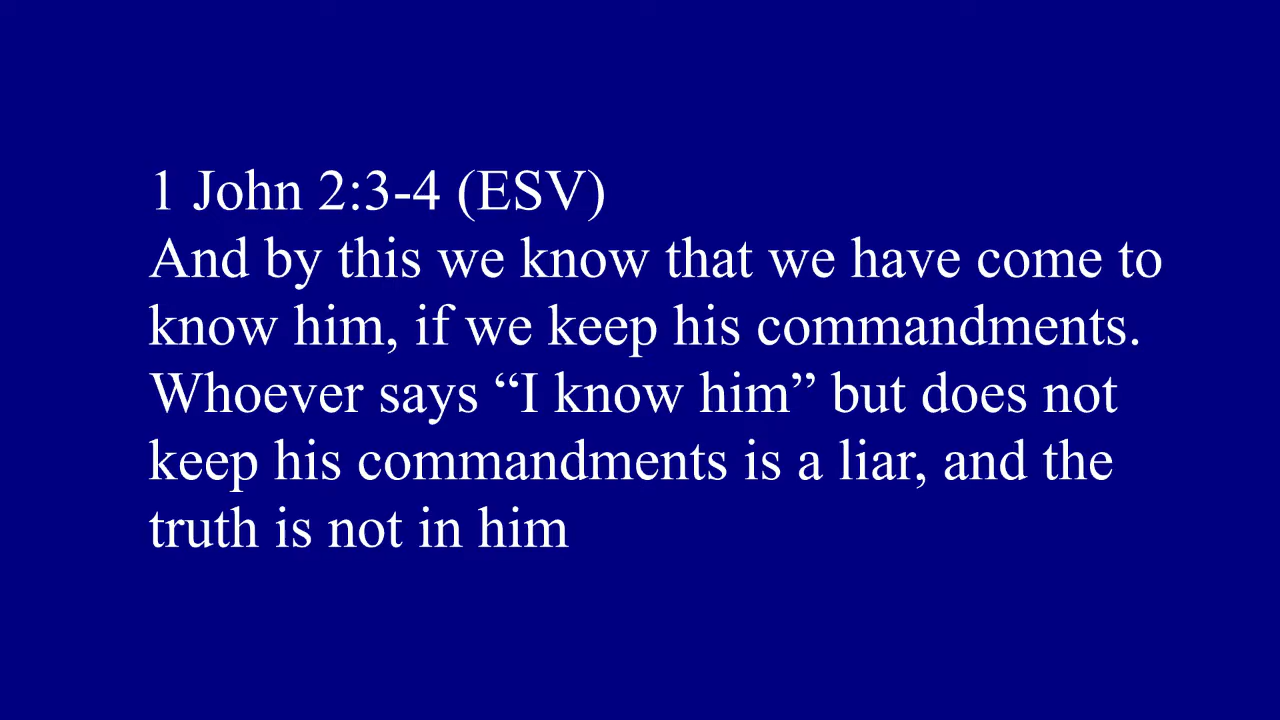 1 John 2:3-4 (ESV)
And by this we know that we have come to
know him, if we keep his commandments.
Whoever says “I know him” but does not
keep his commandments is a liar, and the
truth is not in him